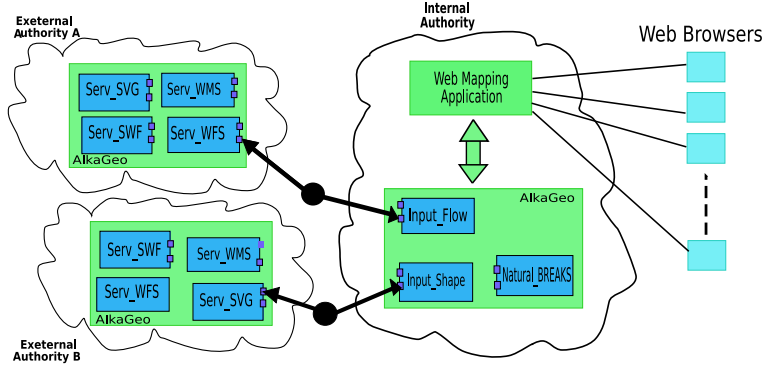 Exeternal
Authority A
Serv_SVG
Serv_WMS
Serv_SWF
Serv_WFS
AlkaGeo
Serv_SWF
Serv_WMS
Serv_WFS
Serv_SVG
AlkaGeo
Exeternal
Authority B
Internal
Authority
Web Mapping
Application
AlkaGeo
Input_Flow
Input_Shape
Natural_BREAKS
Web Browsers